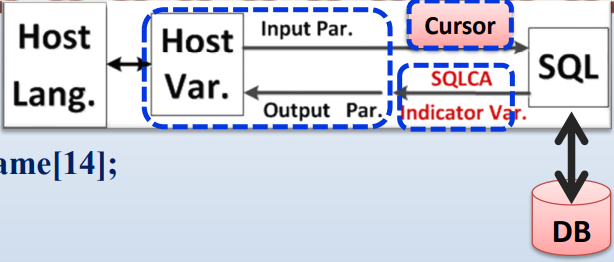 Host
Lang.
Host
Var.
Input Par.
Cursor
SQLCA
Output Par.
Indicator Var.
SQL
ame[14];
DB